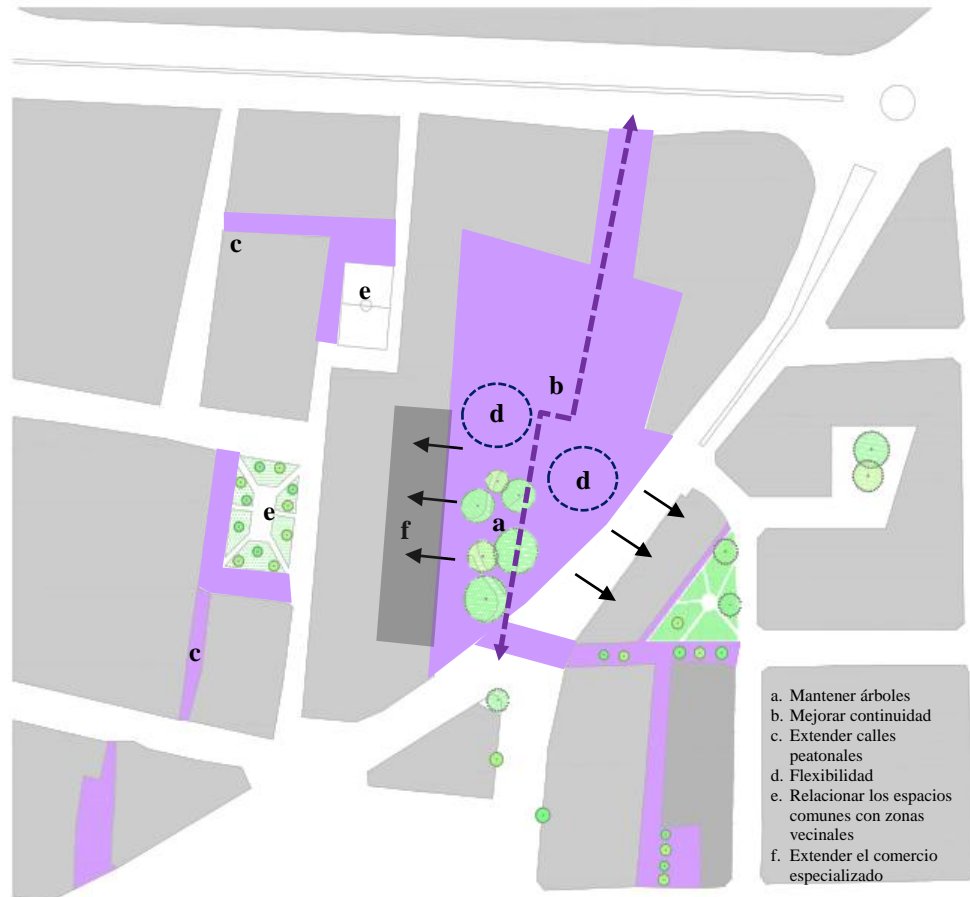 c
e
b
d
d
a
f
e
c
a. Mantener árboles
b. Mejorar continuidad
c. Extender calles
peatonales
d. Flexibilidad
e. Relacionar los espacios
comunes con zonas
vecinales
f. Extender el comercio
especializado